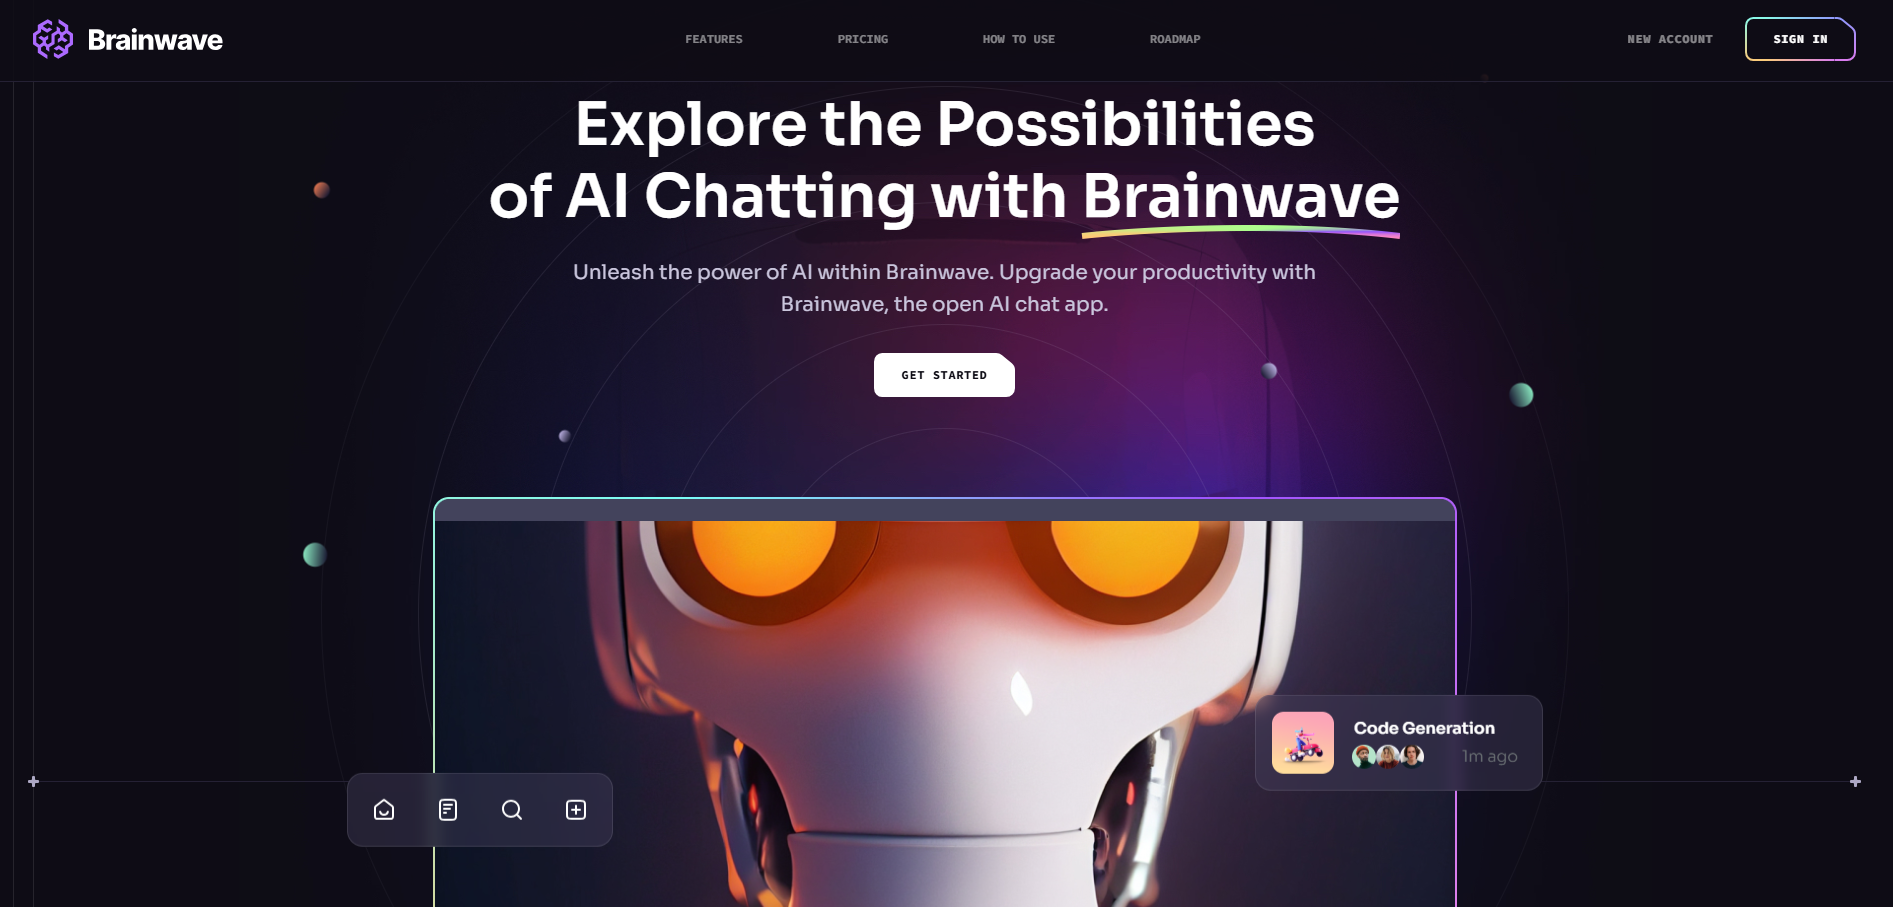 Brainwave
FEATURES
PRICING
HOW TO USE
ROADMAP
NEW ACCOUNT
SIGN IN
Explore the Possibilities
of AI Chatting with Brainwave
Unleash the power of AI within Brainwave. Upgrade your productivity with
Brainwave, the open AI chat app.
GET STARTED
Code Generation
1m ago